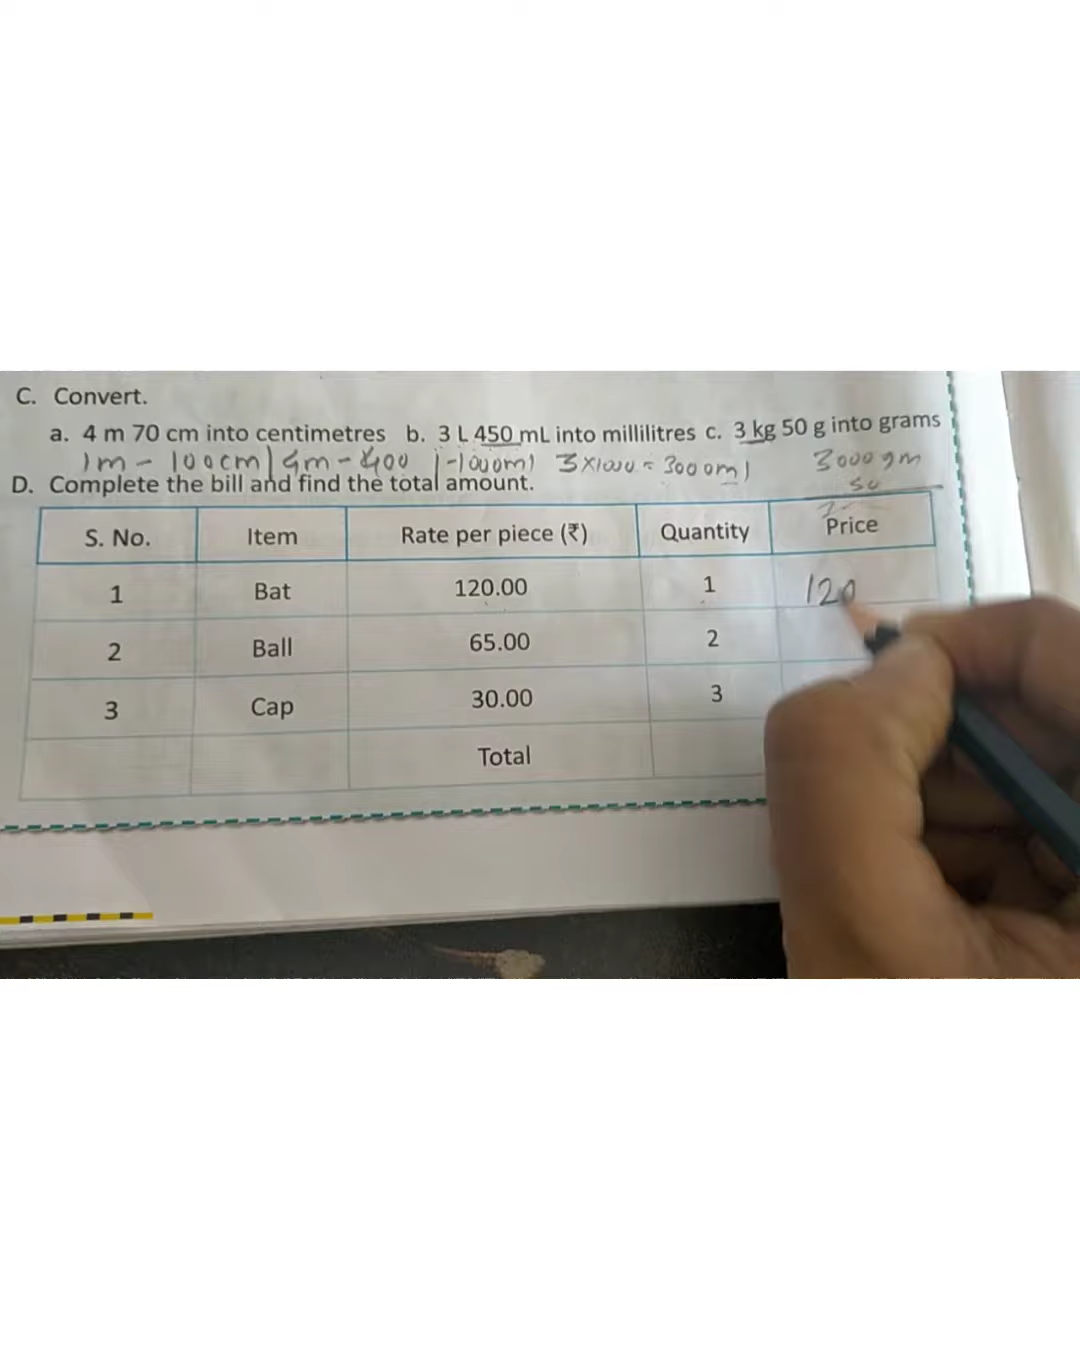 C. Convert.
a. 4 m 70 cm into centimetres b. 3 L 450 mL into millilitres c. 3 kg 50 g into grams
1m - 100cm | 4m - 400 1-1000ml 3x1000 = 3000ml 3000gm
50
D. Complete the bill and find the total amount.
S. No. Item Rate per piece (₹) Quantity Price
1 Bat 120.00 1 120
2 Ball 65.00 2
3 Cap 30.00 3
Total